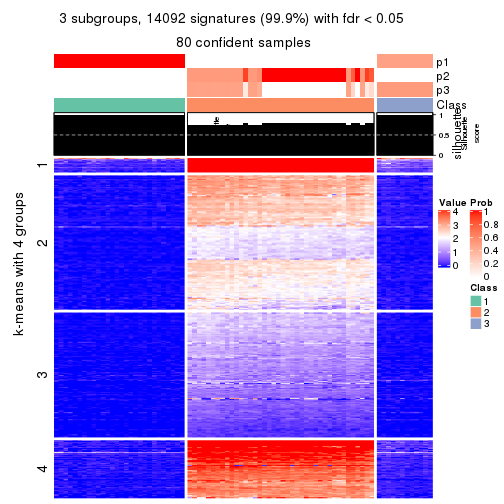 3 subgroups, 14092 signatures (99.9%) with fdr < 0.05
80 confident samples
p1
p2
p3
Class
1
0.5
0
silhouette
Silhouette
score
k-means with 4 groups
1
2
3
4
Value
4
3
2
1
0
Prob
1
0.8
0.6
0.4
0.2
0
Class
1
2
3